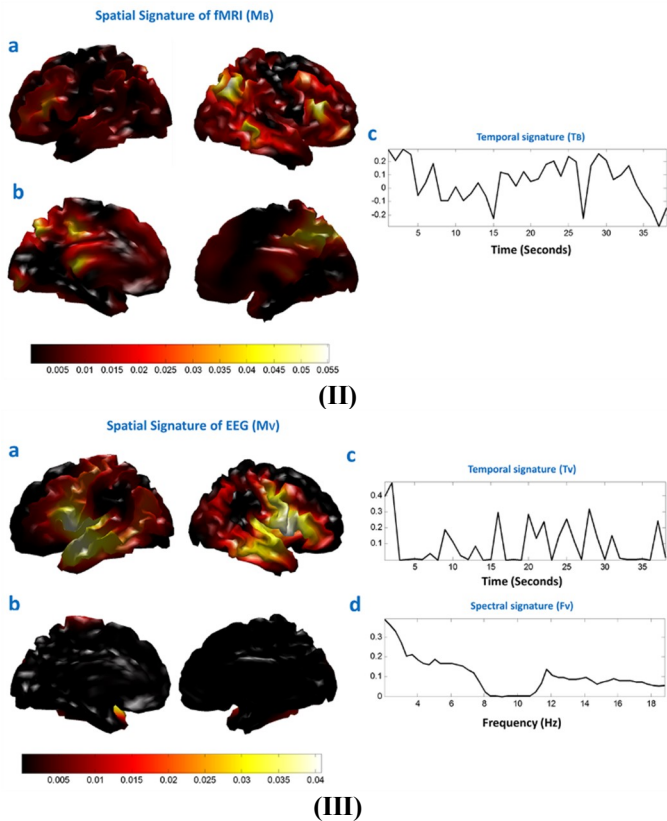 Spatial Signature of fMRI (MB)
a
c
Temporal signature (TB)
0.2
0.1
0
-0.1
-0.2
5 10 15 20 25 30 35
Time (Seconds)
b
0.005 0.01 0.015 0.02 0.025 0.03 0.035 0.04 0.045 0.05 0.055
(II)
Spatial Signature of EEG (MV)
a
c
Temporal signature (TV)
0.4
0.3
0.2
0.1
5 10 15 20 25 30 35
Time (Seconds)
b
d
Spectral signature (FV)
0.3
0.2
0.1
0
4 6 8 10 12 14 16 18
Frequency (Hz)
0.005 0.01 0.015 0.02 0.025 0.03 0.035 0.04
(III)